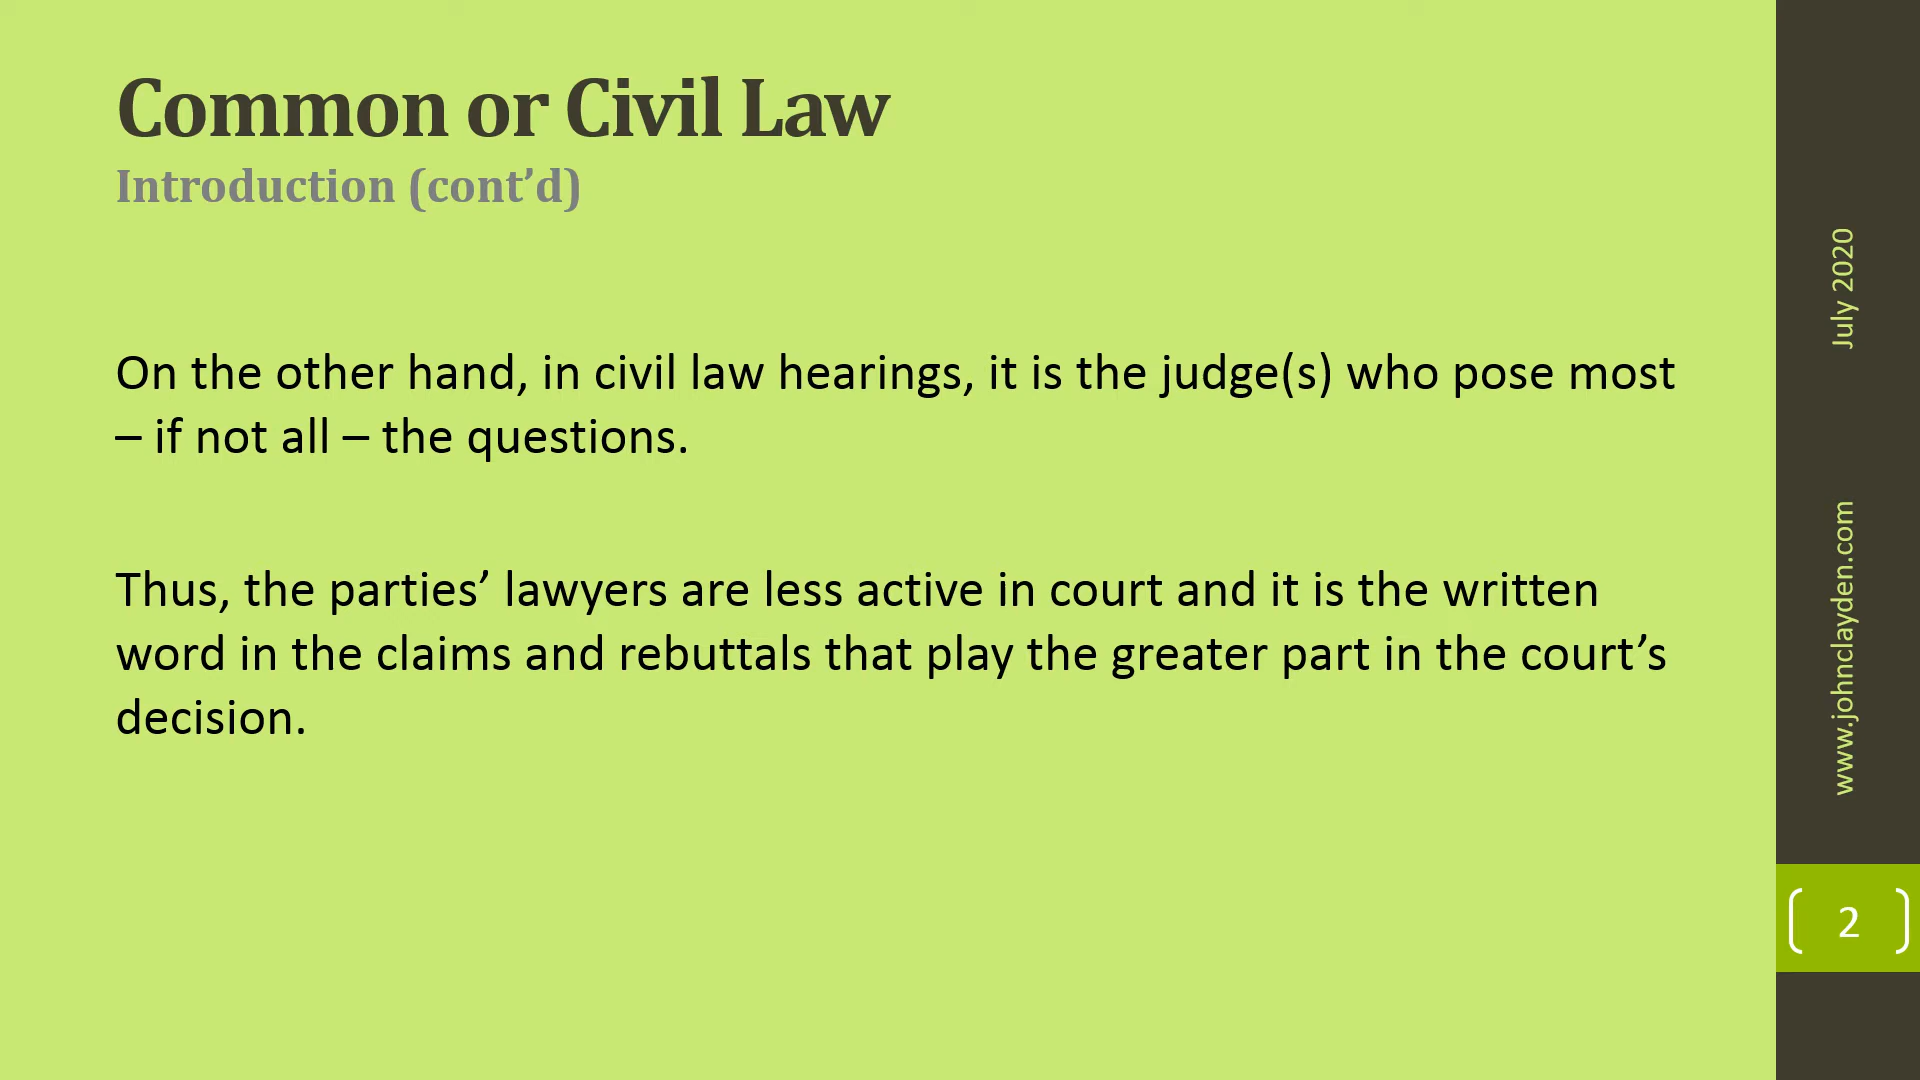 Common or Civil Law
Introduction (cont’d)
On the other hand, in civil law hearings, it is the judge(s) who pose most
– if not all – the questions.
Thus, the parties’ lawyers are less active in court and it is the written
word in the claims and rebuttals that play the greater part in the court’s
decision.
July 2020
www.johnclayden.com
2